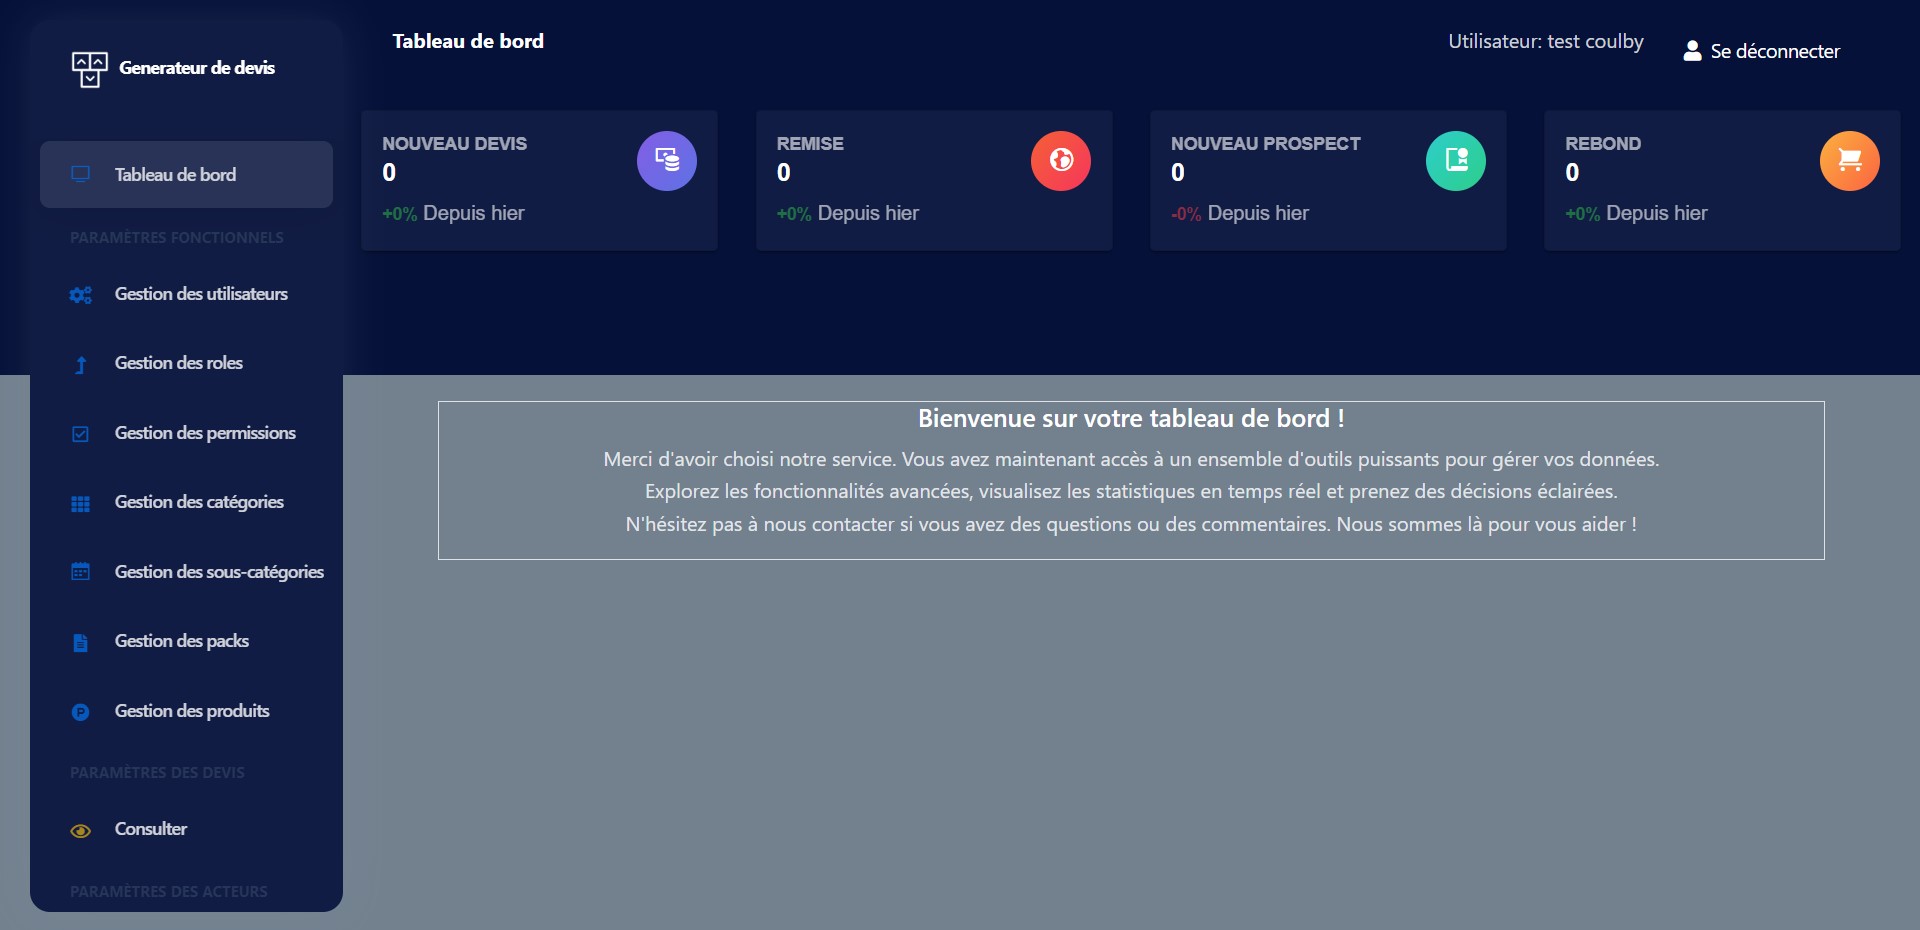 Generateur de devis
Tableau de bord
PARAMÈTRES FONCTIONNELS
Gestion des utilisateurs
Gestion des roles
Gestion des permissions
Gestion des catégories
Gestion des sous-catégories
Gestion des packs
Gestion des produits
PARAMÈTRES DES DEVIS
Consulter
PARAMÈTRES DES ACTEURS
Tableau de bord
Utilisateur: test coulby
Se déconnecter
NOUVEAU DEVIS
0
+0% Depuis hier
REMISE
0
+0% Depuis hier
NOUVEAU PROSPECT
0
-0% Depuis hier
REBOND
0
+0% Depuis hier
Bienvenue sur votre tableau de bord !
Merci d'avoir choisi notre service. Vous avez maintenant accès à un ensemble d'outils puissants pour gérer vos données.
Explorez les fonctionnalités avancées, visualisez les statistiques en temps réel et prenez des décisions éclairées.
N'hésitez pas à nous contacter si vous avez des questions ou des commentaires. Nous sommes là pour vous aider !